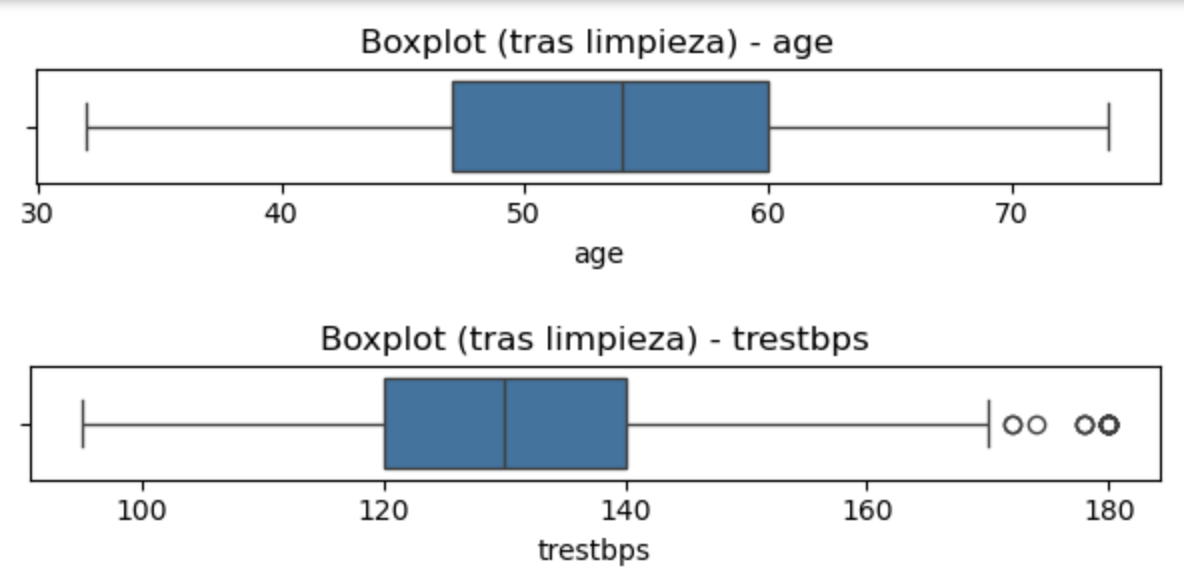 Boxplot (tras limpieza) - age
30 40 50 60 70
age
Boxplot (tras limpieza) - trestbps
100 120 140 160 180
trestbps